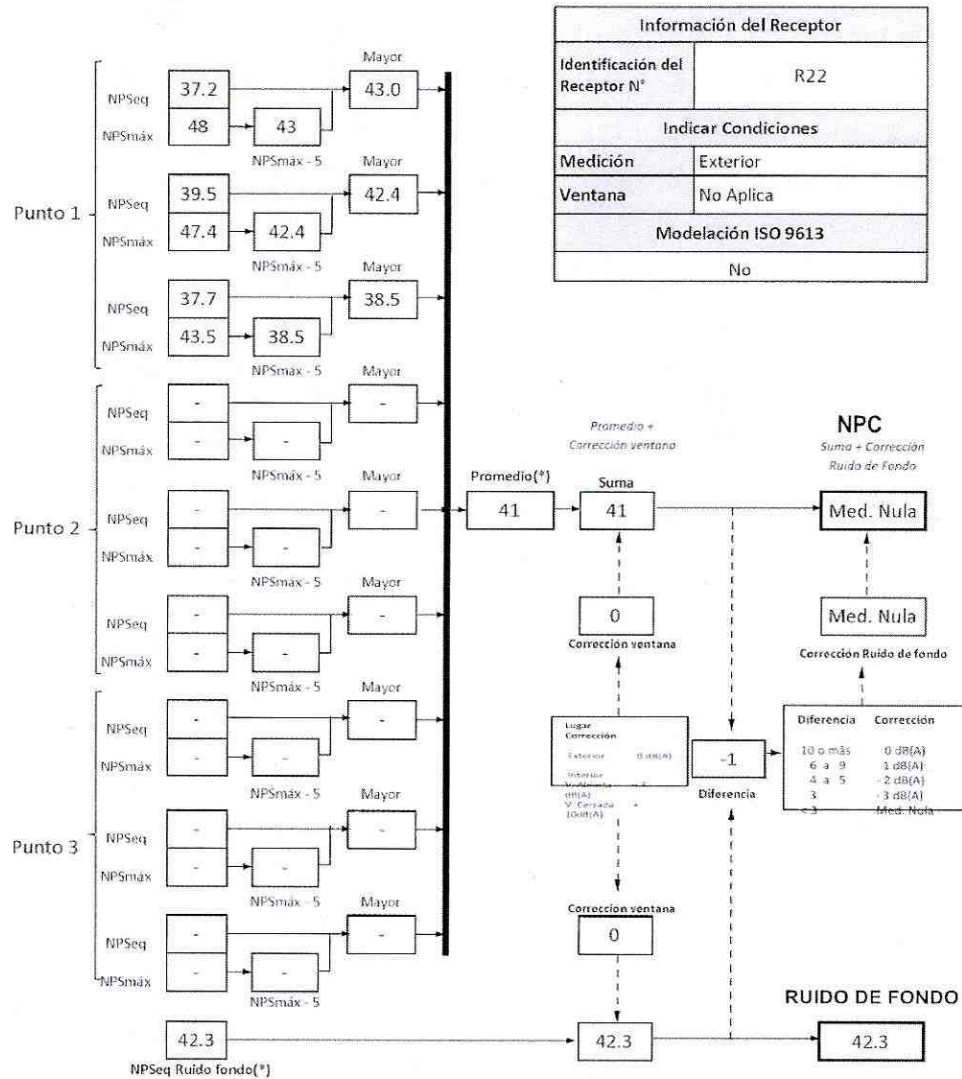 Información del Receptor
Identificación del Receptor N°
R22
Indicar Condiciones
Medición Exterior
Ventana No Aplica
Modelación ISO 9613
No
Punto 1
Mayor
NPSeq 37.2 43.0
NPSmáx 48 43
NPSmáx - 5
Mayor
NPSeq 39.5 42.4
NPSmáx 47.4 42.4
NPSmáx - 5
Mayor
NPSeq 37.7 38.5
NPSmáx 43.5 38.5
NPSmáx - 5
Punto 2
Mayor
NPSeq - -
NPSmáx - -
NPSmáx - 5
Mayor
NPSeq - -
NPSmáx - -
NPSmáx - 5
Mayor
NPSeq - -
NPSmáx - -
NPSmáx - 5
Punto 3
Mayor
NPSeq - -
NPSmáx - -
NPSmáx - 5
Mayor
NPSeq - -
NPSmáx - -
NPSmáx - 5
Mayor
NPSeq - -
NPSmáx - -
NPSmáx - 5
Promedio(*)
41
Promedio +
Corrección ventana
Suma
41
0
Corrección ventana
Lugar
Corrección
Exterior 0 dB(A)
Interior
dB(A)
V. Cerrada +
10dB(A)
Corrección ventana
0
NPC
Suma + Corrección
Ruido de Fondo
Med. Nula
Med. Nula
Corrección Ruido de fondo
-1
Diferencia
Diferencia Corrección
10 o más 0 dB(A)
6 a 9 1 dB(A)
4 a 5 - 2 dB(A)
3 - 3 dB(A)
< 3 Med. Nula
RUIDO DE FONDO
42.3 42.3 42.3
NPSeq Ruido fondo(*)